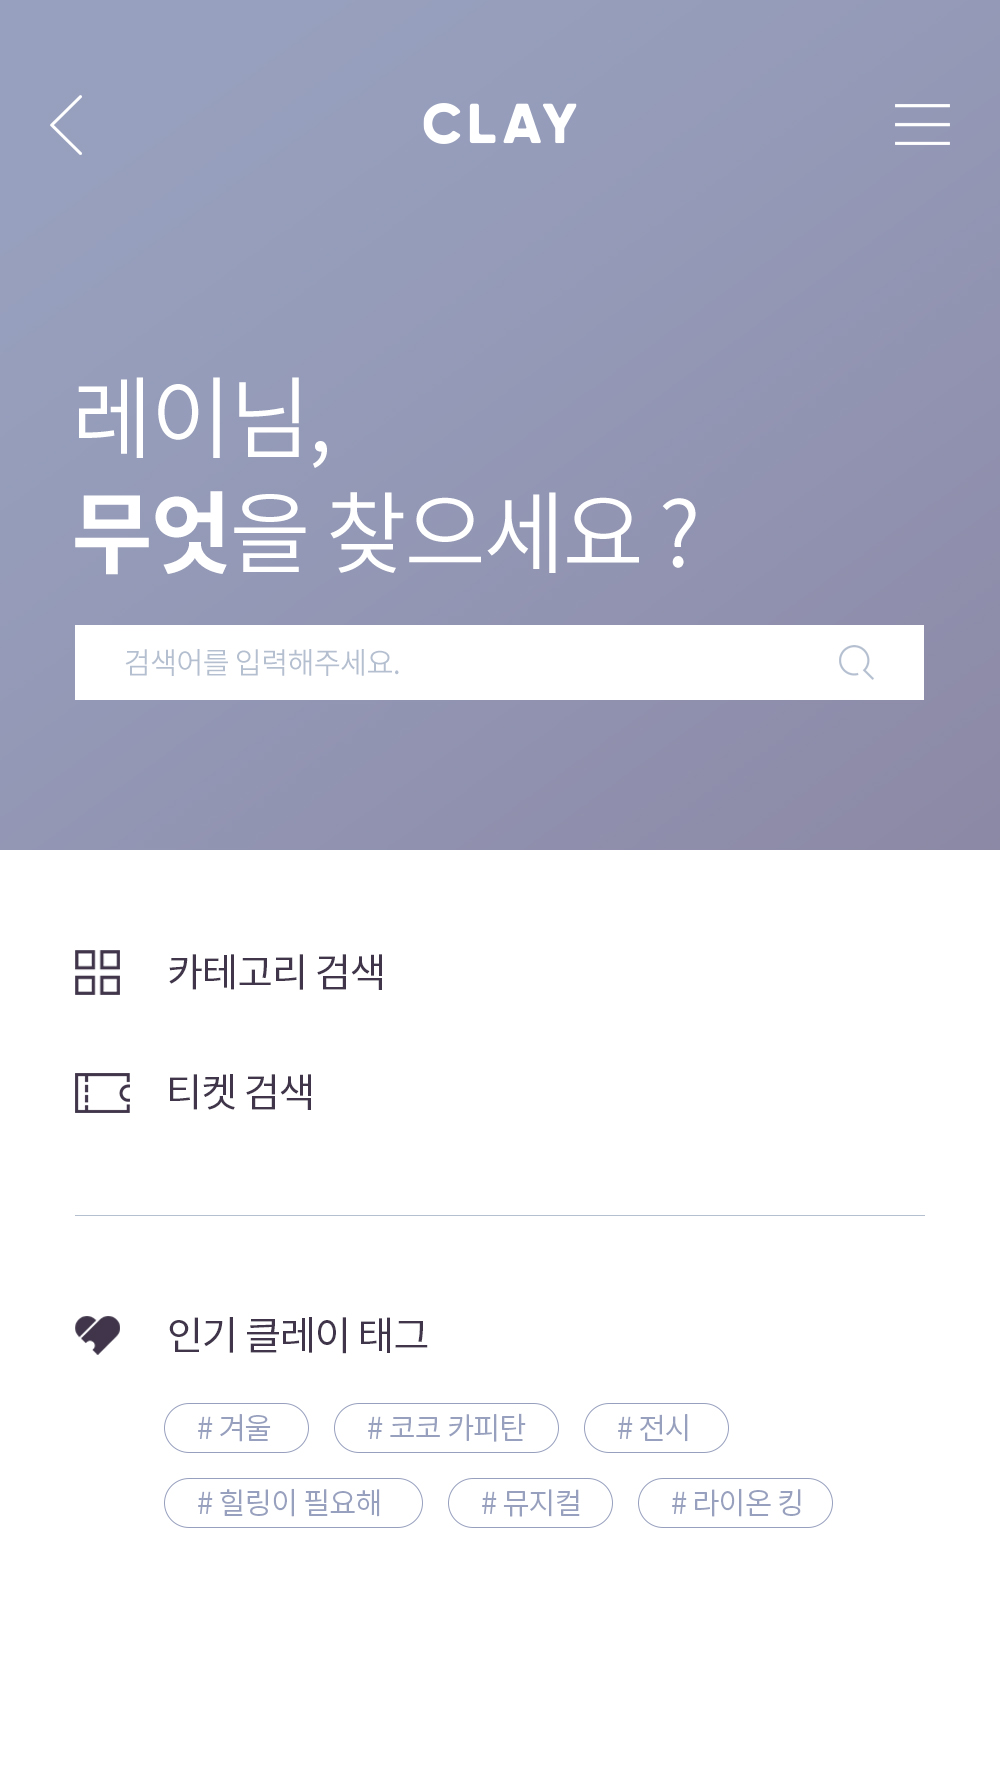 CLAY
레이님,
무엇을 찾으세요 ?
검색어를 입력해주세요.
카테고리 검색
티켓 검색
인기 클레이 태그
# 겨울 # 코코 카피탄 # 전시
# 힐링이 필요해 # 뮤지컬 # 라이온 킹